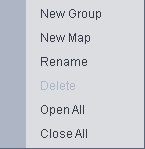 New Group
New Map
Rename
Delete
Open All
Close All